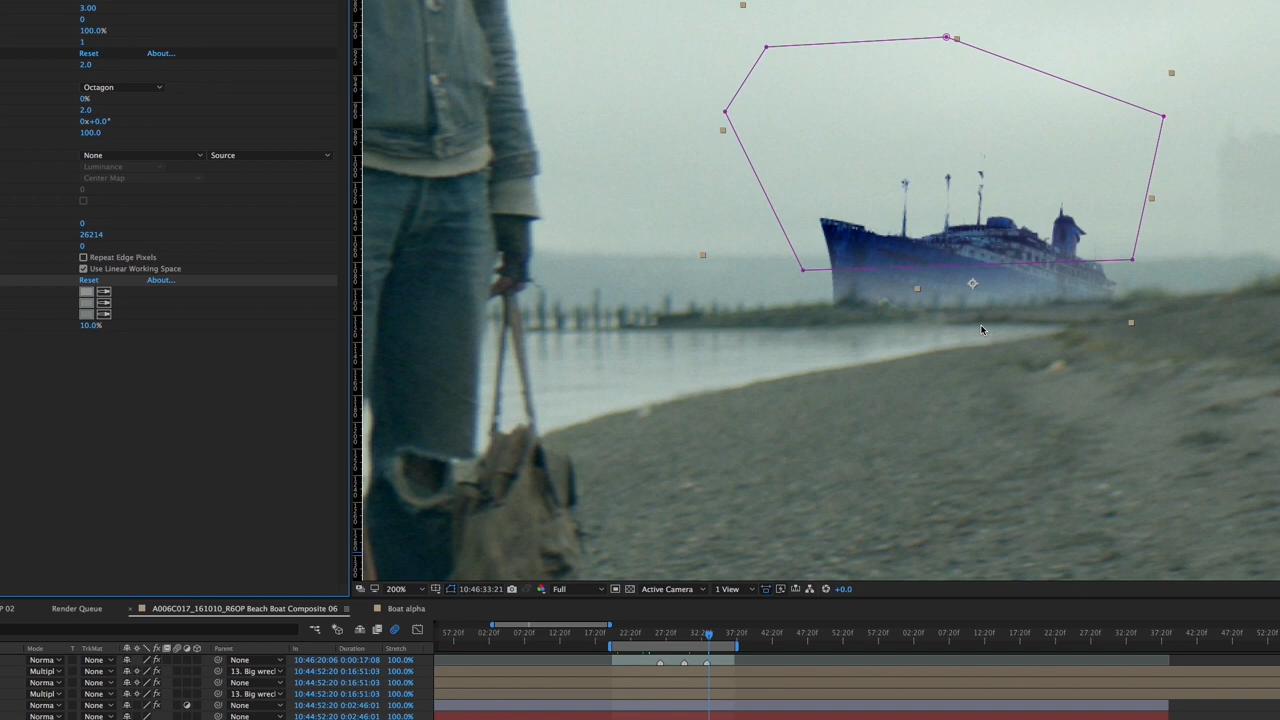 3.00
0
100.0%
1
Reset About...
2.0
Octagon
0%
2.0
0x+0.0°
100.0
None Source
Luminance
Center Map
0
0
26214
0
Repeat Edge Pixels
Use Linear Working Space
Reset About...
10.0%
200% 10:46:33:21 Full Active Camera 1 View +0.0
P 02 Render Queue × A006C017_161010_R6OP Beach Boat Composite 06 Boat alpha
57:20f 02:20f 07:20f 22:20f 27:20f 32:20f 37:20f 42:20f 47:20f 52:20f 57:20f 02:20f 07:20f 12:20f 17:20f 22:20f 27:20f 32:20f 37:20f 42:20f 47:20f 52:20f
Mode T TrkMat Parent In Duration Stretch
Norma None None 10:46:20:06 0:00:17:08 100.0%
Multipl None 13. Big wrecl 10:44:52:20 0:16:51:03 100.0%
Norma None None 10:44:52:20 0:16:51:03 100.0%
Multipl None 13. Big wrecl 10:44:52:20 0:16:51:03 100.0%
Norma None None 10:44:52:20 0:02:46:01 100.0%
Norma None None 10:44:52:20 0:02:46:01 100.0%